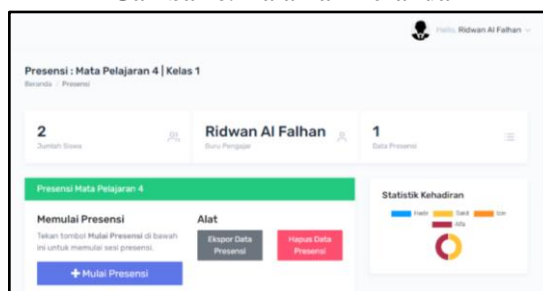 Hello, Ridwan Al Falhan
Presensi : Mata Pelajaran 4 | Kelas 1
Beranda / Presensi
2
Jumlah Siswa
Ridwan Al Falhan
Guru Pengajar
1
Data Presensi
Presensi Mata Pelajaran 4
Memulai Presensi
Tekan tombol Mulai Presensi di bawah
ini untuk memulai sesi presensi.
+ Mulai Presensi
Alat
Ekspor Data
Presensi
Hapus Data
Presensi
Statistik Kehadiran
Hadir Sakit Izin
Alfa